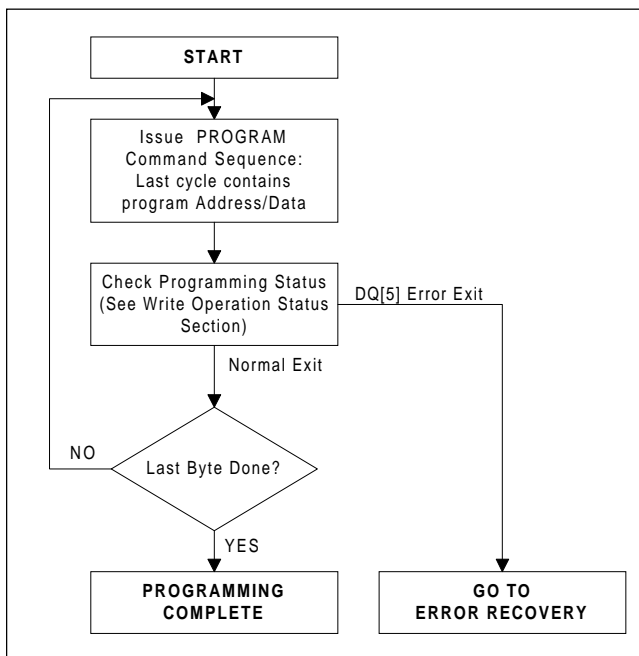 START
Issue PROGRAM
Command Sequence:
Last cycle contains
program Address/Data
Check Programming Status
(See Write Operation Status
Section)
DQ[5] Error Exit
Normal Exit
NO
Last Byte Done?
YES
PROGRAMMING
COMPLETE
GO TO
ERROR RECOVERY